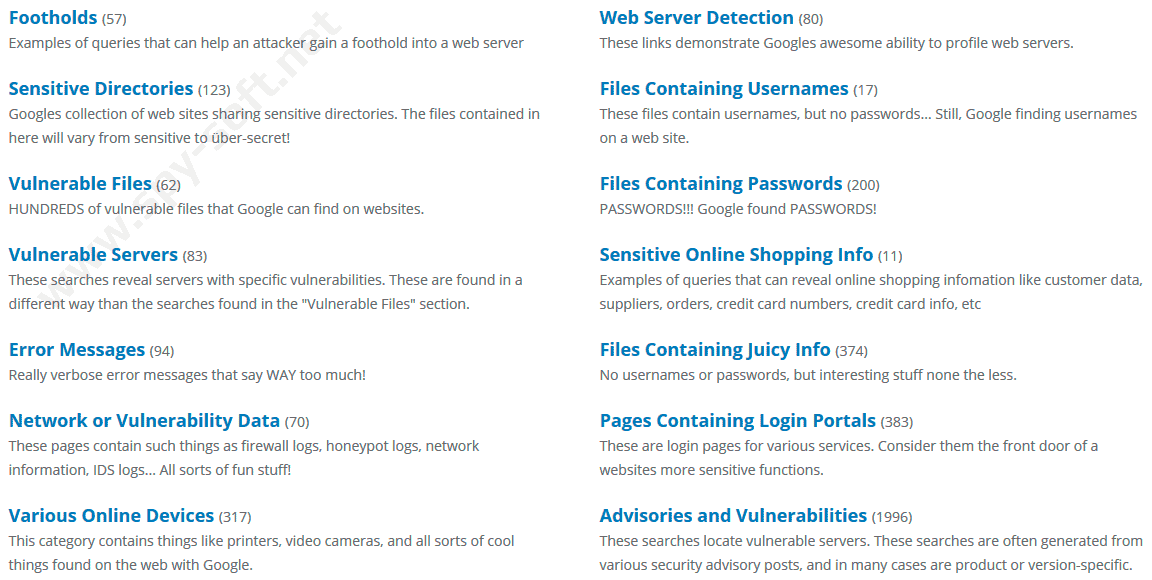 Footholds (57)
Examples of queries that can help an attacker gain a foothold into a web server
Sensitive Directories (123)
Googles collection of web sites sharing sensitive directories. The files contained in
here will vary from sensitive to über-secret!
Vulnerable Files (62)
HUNDREDS of vulnerable files that Google can find on websites.
Vulnerable Servers (83)
These searches reveal servers with specific vulnerabilities. These are found in a
different way than the searches found in the "Vulnerable Files" section.
Error Messages (94)
Really verbose error messages that say WAY too much!
Network or Vulnerability Data (70)
These pages contain such things as firewall logs, honeypot logs, network
information, IDS logs... All sorts of fun stuff!
Various Online Devices (317)
This category contains things like printers, video cameras, and all sorts of cool
things found on the web with Google.
Web Server Detection (80)
These links demonstrate Googles awesome ability to profile web servers.
Files Containing Usernames (17)
These files contain usernames, but no passwords... Still, Google finding usernames
on a web site.
Files Containing Passwords (200)
PASSWORDS!!! Google found PASSWORDS!
Sensitive Online Shopping Info (11)
Examples of queries that can reveal online shopping infomation like customer data,
suppliers, orders, credit card numbers, credit card info, etc
Files Containing Juicy Info (374)
No usernames or passwords, but interesting stuff none the less.
Pages Containing Login Portals (383)
These are login pages for various services. Consider them the front door of a
websites more sensitive functions.
Advisories and Vulnerabilities (1996)
These searches locate vulnerable servers. These searches are often generated from
various security advisory posts, and in many cases are product or version-specific.
www.spy-soft.net